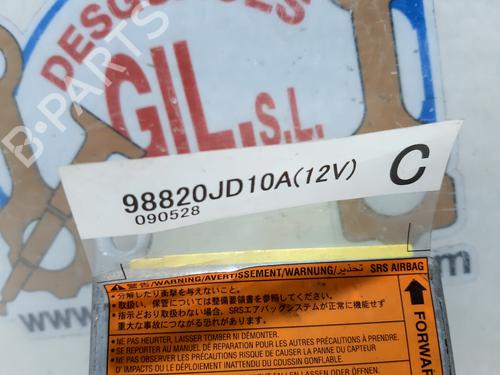 DESGUACES
GIL, S.L.
B-PARTS
98820JD10A(12V) C
090528
警告/WARNING/AVERTISSEMENT/WARNUNG/تحذير SRS AIRBAG
•分解したり衝撃を与えないこと。
•取扱い、保管については整備要領書を参照してください。
•指示どおり取扱わない場合、SRSエアバッグシステムが正常に機能せず
重大な事故につながる恐れがあります。
•NE PAS HEURTER, LAISSER TOMBER NI DÉMONTER.
•SE REPORTER AU MANUEL DE RÉPARATION POUR LES AUTRES PRÉCAUTIONS À PRENDRE.
•NE PAS OBSERVER LES PRÉCAUTIONS RISQUE DE CAUSER LA PANNE DU CAPTEUR
D'IMPACTS OU LE DÉPLOIEMENT INATTENDU DU COUSSIN GONFLABLE.
FORWAR
.com